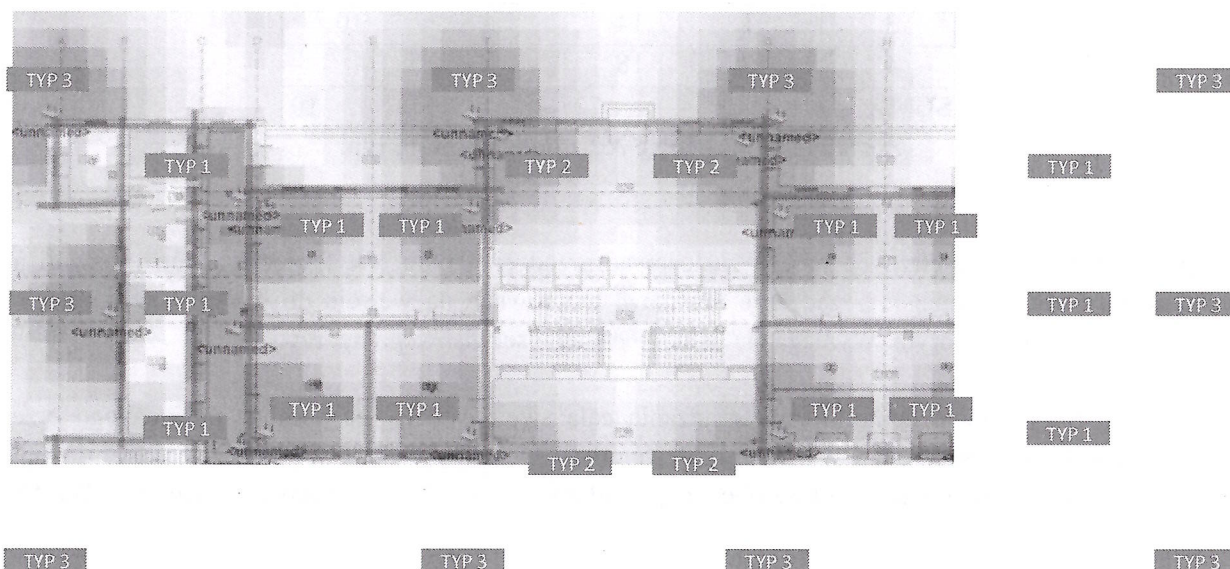 TYP 3 TYP 3 TYP 3 TYP 3
<unnamed> <unnamed> <unnamed>
TYP 1 TYP 2 TYP 2 TYP 1
<unnamed>
TYP 1 TYP 1 TYP 1 TYP 1
TYP 3 TYP 1 TYP 1 TYP 3
<unnamed>
<unnamed>
TYP 1 TYP 1 TYP 1 TYP 1
TYP 1 TYP 1
<unnamed> <unnamed> <unnamed>
TYP 2 TYP 2
TYP 3 TYP 3 TYP 3 TYP 3